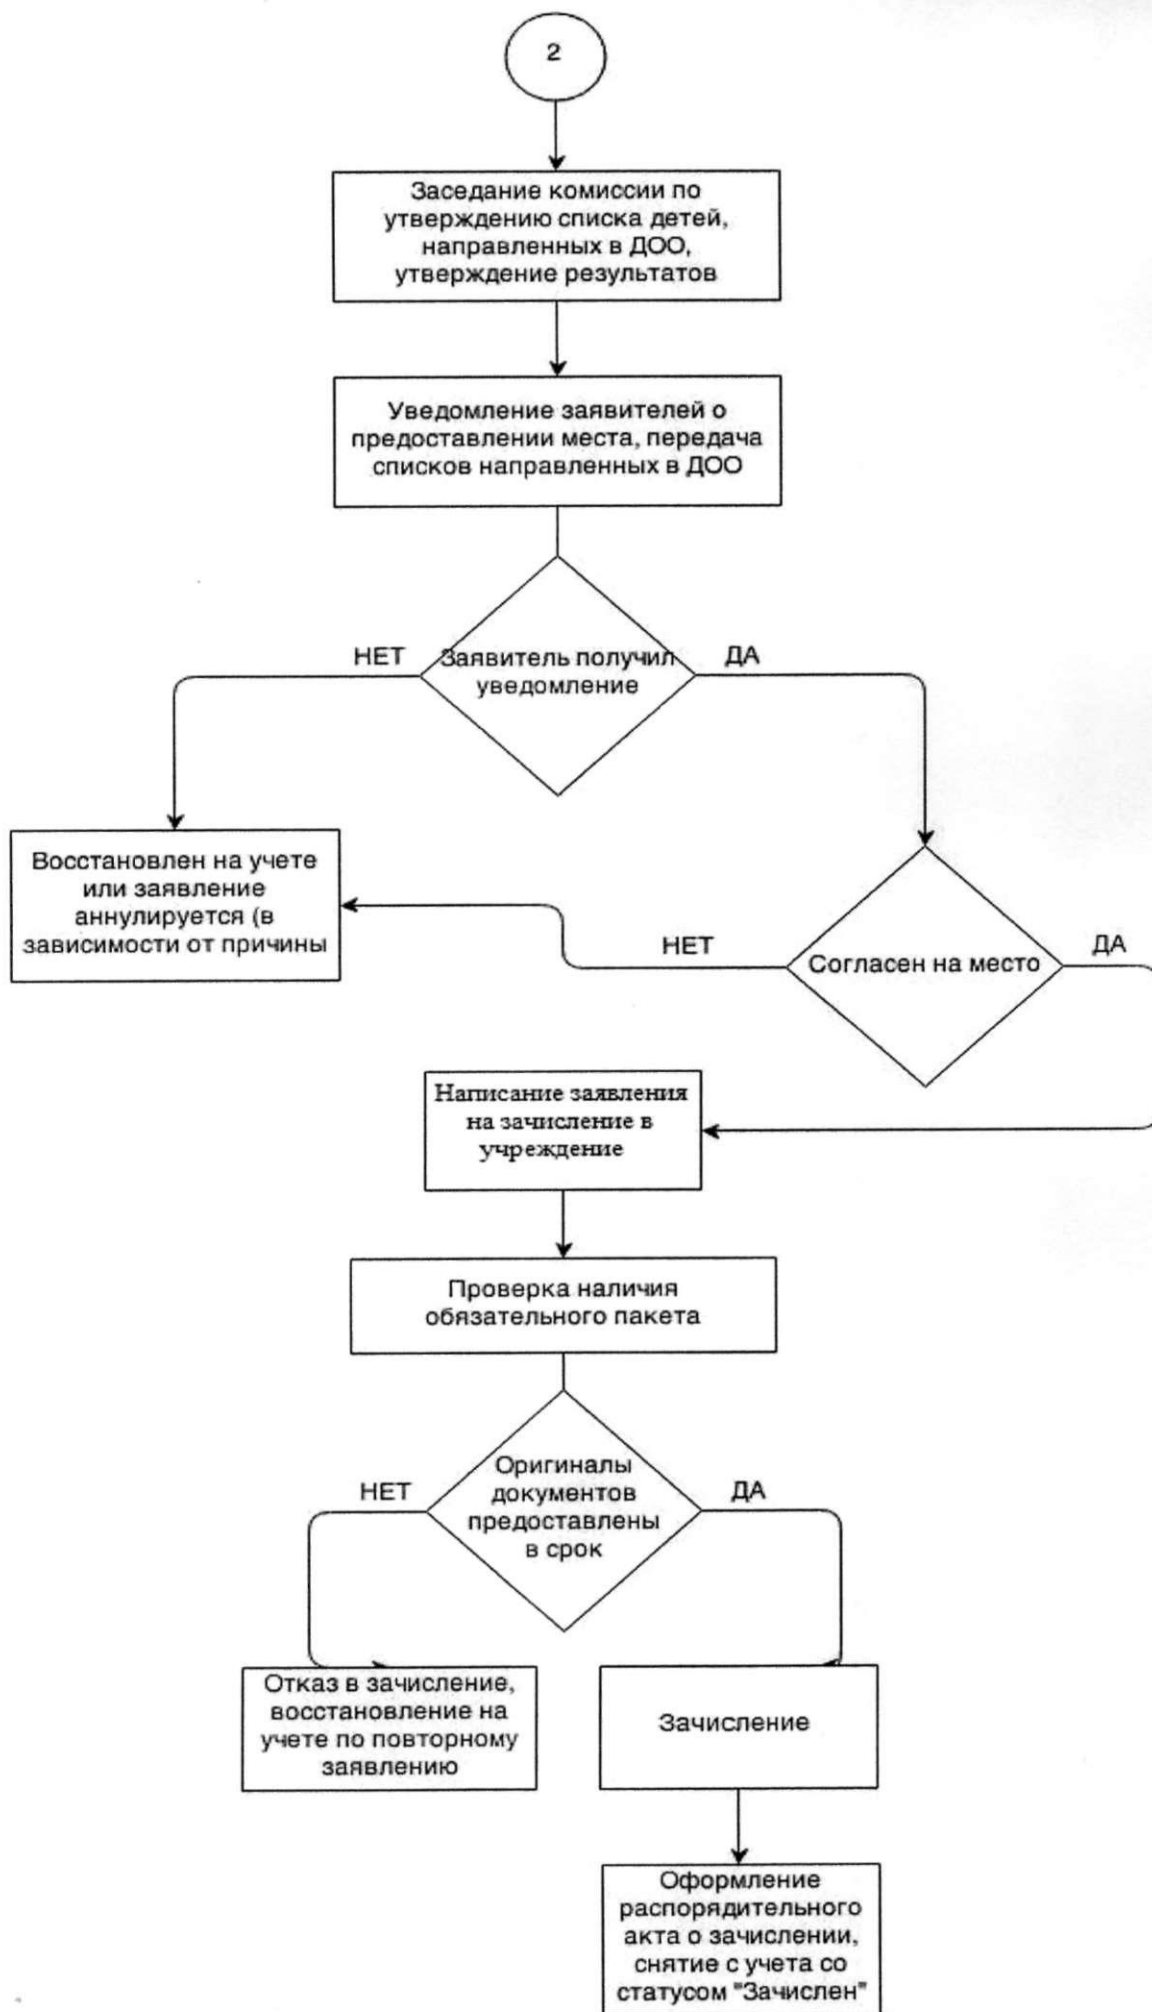 2
Заседание комиссии по
утверждению списка детей,
направленных в ДОО,
утверждение результатов
Уведомление заявителей о
предоставлении места, передача
списков направленных в ДОО
НЕТ
Заявитель получил
уведомление
ДА
Восстановлен на учете
или заявление
аннулируется (в
зависимости от причины
НЕТ
Согласен на место
ДА
Написание заявления
на зачисление в
учреждение
Проверка наличия
обязательного пакета
НЕТ
Оригиналы
документов
предоставлены
в срок
ДА
Отказ в зачисление,
восстановление на
учете по повторному
заявлению
Зачисление
Оформление
распорядительного
акта о зачислении,
снятие с учета со
статусом "Зачислен"